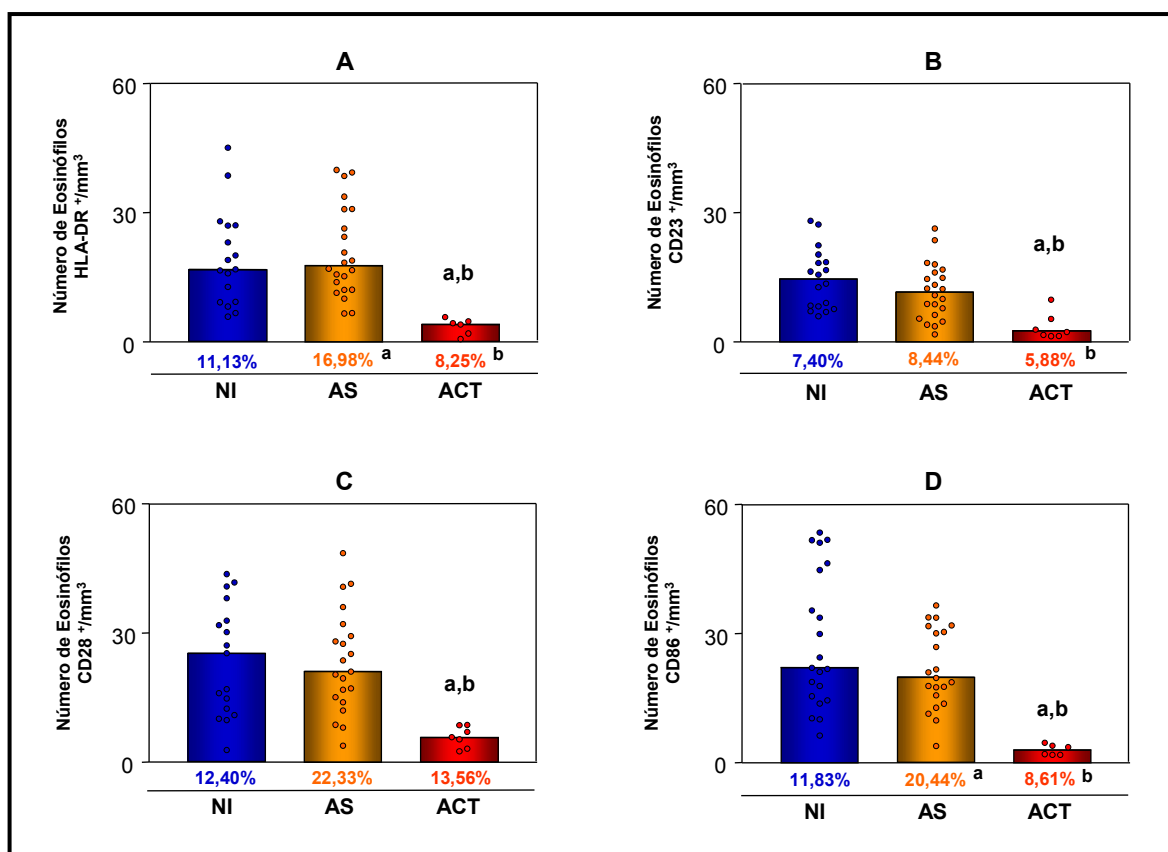 A
60
30
0
Número de Eosinófilos
HLA-DR +/mm3
a,b
11,13% 16,98% a 8,25% b
NI AS ACT
B
60
30
0
Número de Eosinófilos
CD23 +/mm3
a,b
7,40% 8,44% 5,88% b
NI AS ACT
C
60
30
0
Número de Eosinófilos
CD28 +/mm3
a,b
12,40% 22,33% 13,56%
NI AS ACT
D
60
30
0
Número de Eosinófilos
CD86 +/mm3
a,b
11,83% 20,44% a 8,61% b
NI AS ACT